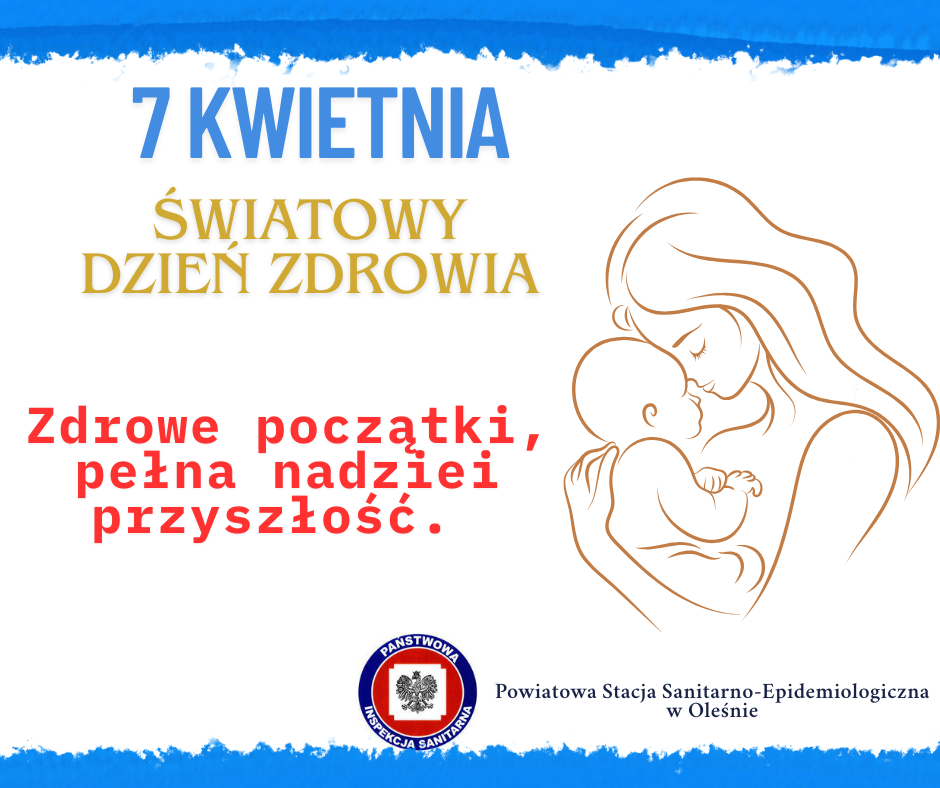 7 KWIETNIA
ŚWIATOWY
DZIEŃ ZDROWIA
Zdrowe początki,
pełna nadziei
przyszłość.
PAŃSTWOWA
INSPEKCJA SANITARNA
Powiatowa Stacja Sanitarno-Epidemiologiczna
w Oleśnie